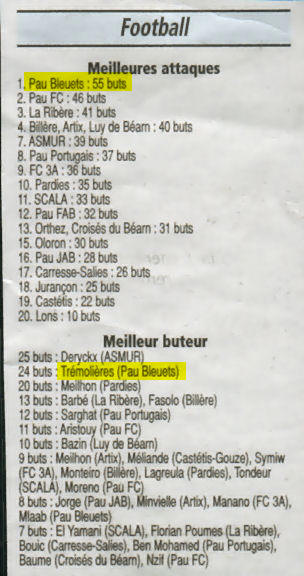 Football
Meilleures attaques
1. Pau Bleuets : 55 buts
2. Pau FC : 46 buts
3. La Ribère : 41 buts
4. Billère, Artix, Luy de Béarn : 40 buts
7. ASMUR : 39 buts
8. Pau Portugais : 37 buts
9. FC 3A : 36 buts
10. Pardies : 35 buts
11. SCALA : 33 buts
12. Pau FAB : 32 buts
13. Orthez, Croisés du Béarn : 31 buts
15. Oloron : 30 buts
16. Pau JAB : 28 buts
17. Carresse-Salies : 26 buts
18. Jurançon : 25 buts
19. Castétis : 22 buts
20. Lons : 10 buts
Meilleur buteur
25 buts : Deryckx (ASMUR)
24 buts : Trémolières (Pau Bleuets)
20 buts : Meilhon (Pardies)
13 buts : Barbé (La Ribère), Fasolo (Billère)
12 buts : Sarghat (Pau Portugais)
11 buts : Aristouy (Pau FC)
10 buts : Bazin (Luy de Béarn)
9 buts : Meilhon (Artix), Méliande (Castétis-Gouze), Symiw
(FC 3A), Monteiro (Billère), Lagreula (Pardies), Tondeur
(SCALA), Moreno (Pau FC)
8 buts : Jorge (Pau JAB), Minvielle (Artix), Manano (FC 3A),
Mlaab (Pau Bleuets)
7 buts : El Yamani (SCALA), Florian Poumes (La Ribère),
Bouic (Carresse-Salies), Ben Mohamed (Pau Portugais),
Baume (Croisés du Béarn), Nzif (Pau FC)